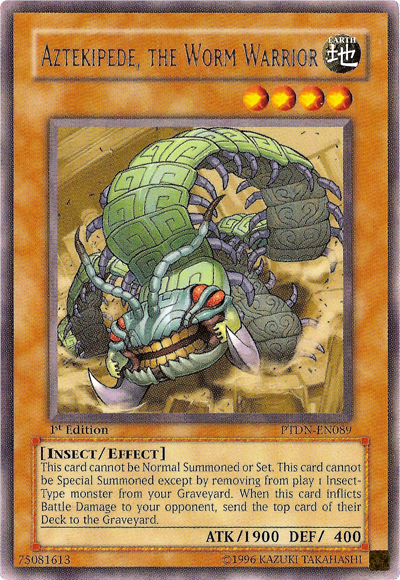 AZTEKIPEDE, THE WORM WARRIOR
EARTH
地
1st Edition PTDN-EN089
[INSECT/EFFECT]
This card cannot be Normal Summoned or Set. This card cannot
be Special Summoned except by removing from play 1 Insect-
Type monster from your Graveyard. When this card inflicts
Battle Damage to your opponent, send the top card of their
Deck to the Graveyard.
ATK/1900 DEF/ 400
75081613 ©1996 KAZUKI TAKAHASHI